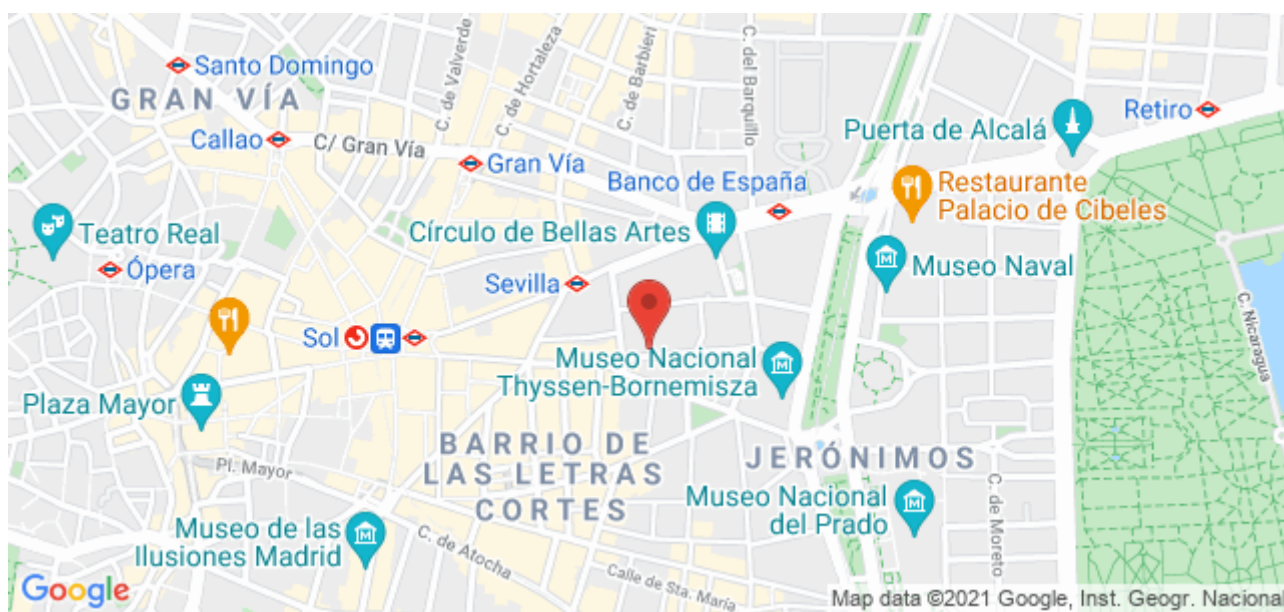 Santo Domingo
GRAN VÍA
Callao
C/ Gran Vía
C. de Valverde
C. de Hortaleza
C. de Barbieri
C. del Barquillo
Gran Vía
Banco de España
Puerta de Alcalá
Retiro
Restaurante
Palacio de Cibeles
Teatro Real
Ópera
Círculo de Bellas Artes
Museo Naval
Sevilla
Sol
C. Nicaragua
Museo Nacional
Thyssen-Bornemisza
Plaza Mayor
Pl. Mayor
BARRIO DE
LAS LETRAS
CORTES
JERÓNIMOS
Museo Nacional
del Prado
C. de Moreto
Museo de las
Ilusiones Madrid
C. de Atocha
Calle de Sta. María
Google
Map data ©2021 Google, Inst. Geogr. Naciona